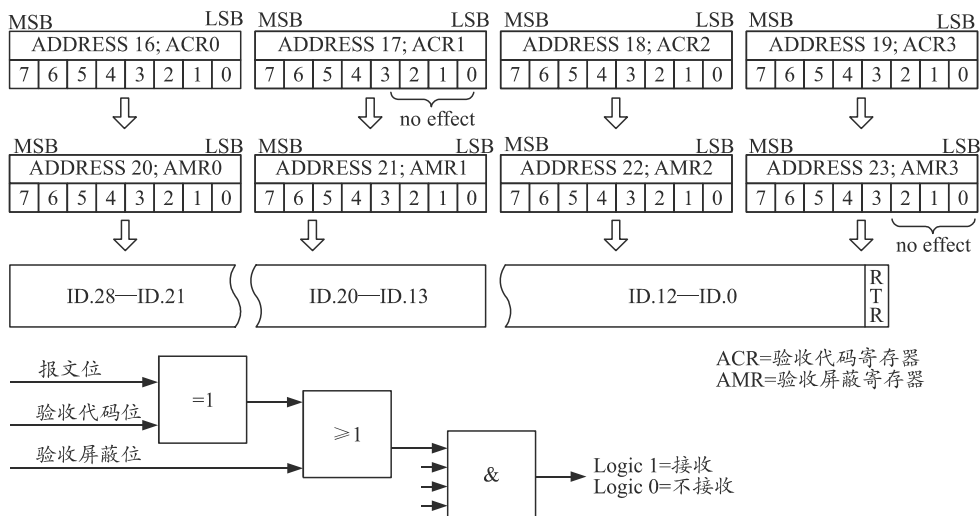 MSB LSB MSB LSB MSB LSB MSB LSB
ADDRESS 16; ACR0 ADDRESS 17; ACR1 ADDRESS 18; ACR2 ADDRESS 19; ACR3
7 6 5 4 3 2 1 0 7 6 5 4 3 2 1 0 7 6 5 4 3 2 1 0 7 6 5 4 3 2 1 0
no effect
MSB LSB MSB LSB MSB LSB MSB LSB
ADDRESS 20; AMR0 ADDRESS 21; AMR1 ADDRESS 22; AMR2 ADDRESS 23; AMR3
7 6 5 4 3 2 1 0 7 6 5 4 3 2 1 0 7 6 5 4 3 2 1 0 7 6 5 4 3 2 1 0
no effect
ID.28—ID.21 ID.20—ID.13 ID.12—ID.0 RTR
ACR=验收代码寄存器
AMR=验收屏蔽寄存器
报文位
=1
验收代码位
≥1
验收屏蔽位
&
Logic 1=接收
Logic 0=不接收